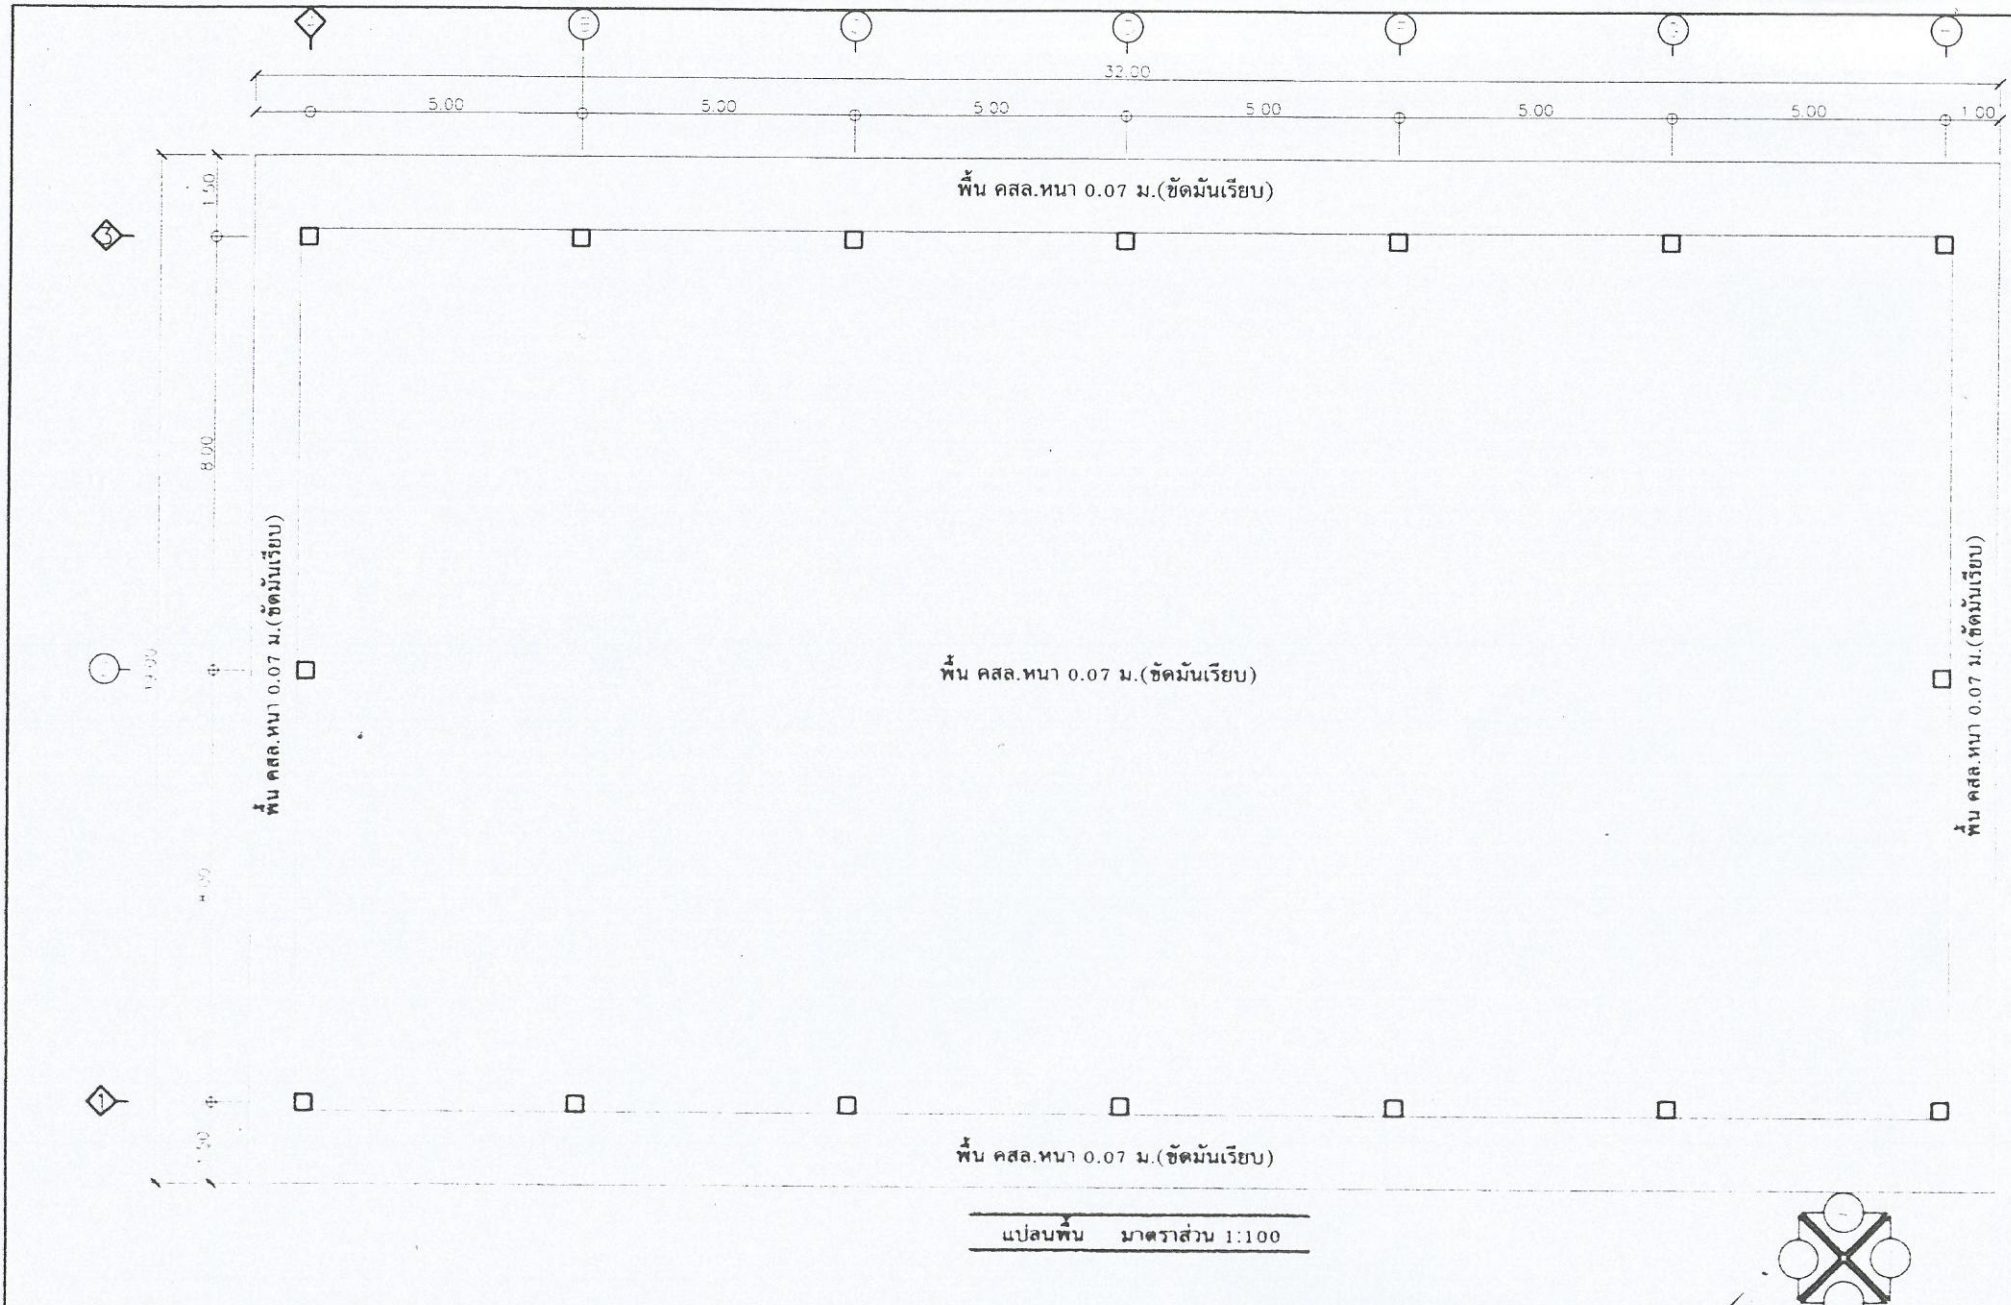 32.00
5.00 5.00 5.00 5.00 5.00 5.00 1.00
1.50
พื้น คสล.หนา 0.07 ม.(ขัดมันเรียบ)
3
8.00
พื้น คสล.หนา 0.07 ม.(ขัดมันเรียบ)
พื้น คสล.หนา 0.07 ม.(ขัดมันเรียบ)
พื้น คสล.หนา 0.07 ม.(ขัดมันเรียบ)
1
พื้น คสล.หนา 0.07 ม.(ขัดมันเรียบ)
แปลนพื้น มาตราส่วน 1:100